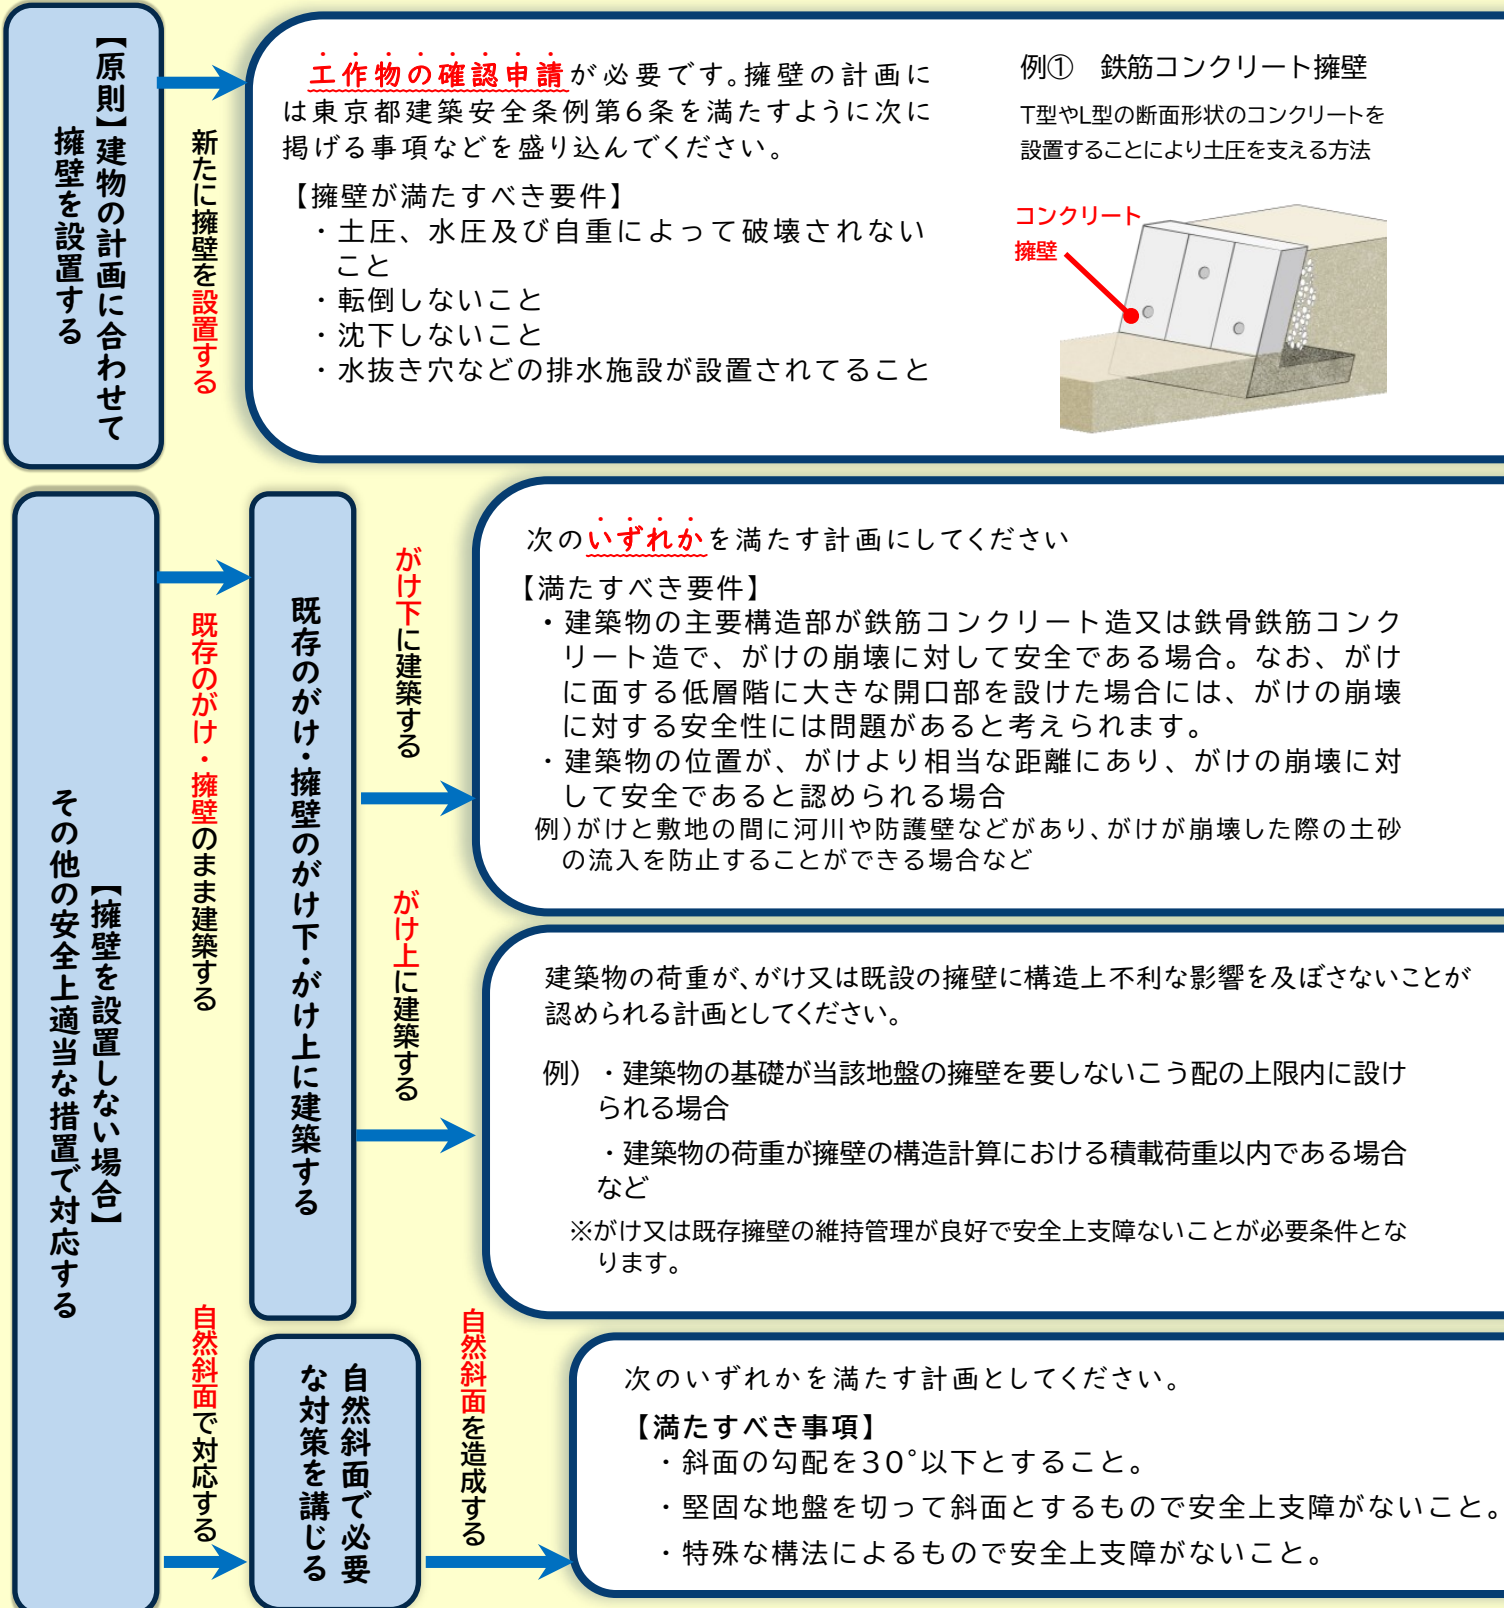 【原則】建物の計画に合わせて
擁壁を設置する
新たに擁壁を設置する
工作物の確認申請が必要です。擁壁の計画に
は東京都建築安全条例第6条を満たすように次に
掲げる事項などを盛り込んでください。
【擁壁が満たすべき要件】
・土圧、水圧及び自重によって破壊されない
こと
・転倒しないこと
・沈下しないこと
・水抜き穴などの排水施設が設置されてること
例① 鉄筋コンクリート擁壁
T型やL型の断面形状のコンクリートを
設置することにより土圧を支える方法
コンクリート
擁壁
【擁壁を設置しない場合】
その他の安全上適当な措置で対応する
既存のがけ・擁壁のまま建築する
既存のがけ・擁壁のがけ下・がけ上に建築する
がけ下に建築する
次のいずれかを満たす計画にしてください
【満たすべき要件】
・建築物の主要構造部が鉄筋コンクリート造又は鉄骨鉄筋コンク
リート造で、がけの崩壊に対して安全である場合。なお、がけ
に面する低層階に大きな開口部を設けた場合には、がけの崩壊
に対する安全性には問題があると考えられます。
・建築物の位置が、がけより相当な距離にあり、がけの崩壊に対
して安全であると認められる場合
例)がけと敷地の間に河川や防護壁などがあり、がけが崩壊した際の土砂
の流入を防止することができる場合など
がけ上に建築する
建築物の荷重が、がけ又は既設の擁壁に構造上不利な影響を及ぼさないことが
認められる計画としてください。
例)・建築物の基礎が当該地盤の擁壁を要しないこう配の上限内に設け
られる場合
・建築物の荷重が擁壁の構造計算における積載荷重以内である場合
など
※がけ又は既存擁壁の維持管理が良好で安全上支障ないことが必要条件とな
ります。
自然斜面で対応する
自然斜面で必要
な対策を講じる
自然斜面を造成する
次のいずれかを満たす計画としてください。
【満たすべき事項】
・斜面の勾配を30°以下とすること。
・堅固な地盤を切って斜面とするもので安全上支障がないこと。
・特殊な構法によるもので安全上支障がないこと。